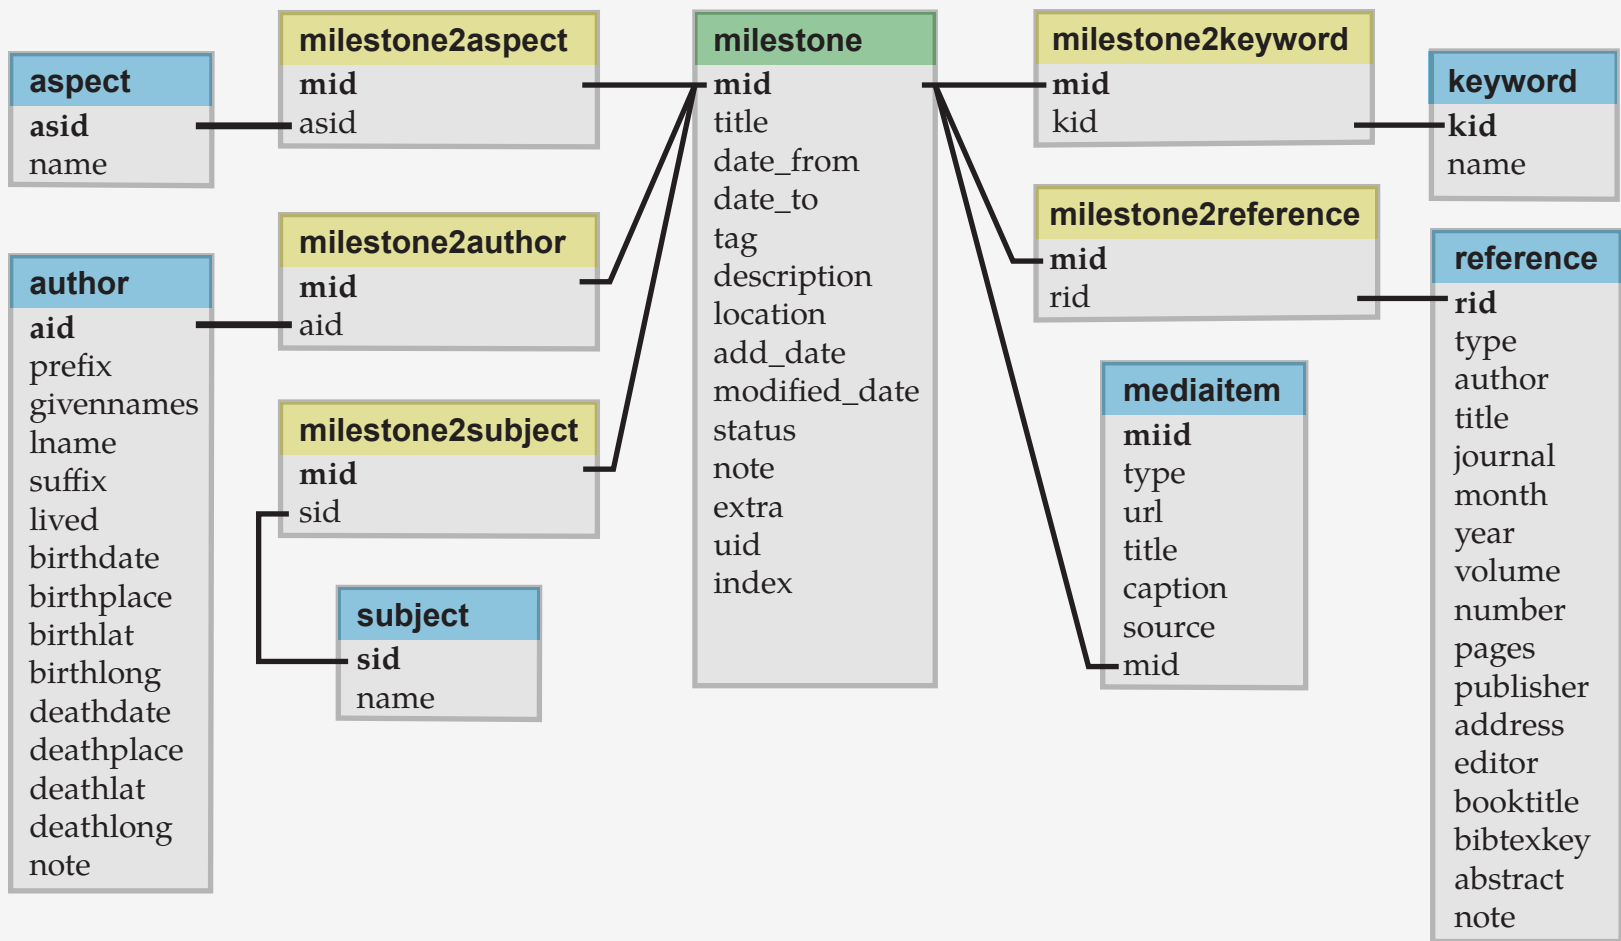 aspect
asid
name
author
aid
prefix
givennames
lname
suffix
lived
birthdate
birthplace
birthlat
birthlong
deathdate
deathplace
deathlat
deathlong
note
milestone2aspect
mid
asid
milestone2author
mid
aid
milestone2subject
mid
sid
subject
sid
name
milestone
mid
title
date_from
date_to
tag
description
location
add_date
modified_date
status
note
extra
uid
index
milestone2keyword
mid
kid
milestone2reference
mid
rid
mediaitem
miid
type
url
title
caption
source
mid
keyword
kid
name
reference
rid
type
author
title
journal
month
year
volume
number
pages
publisher
address
editor
booktitle
bibtexkey
abstract
note